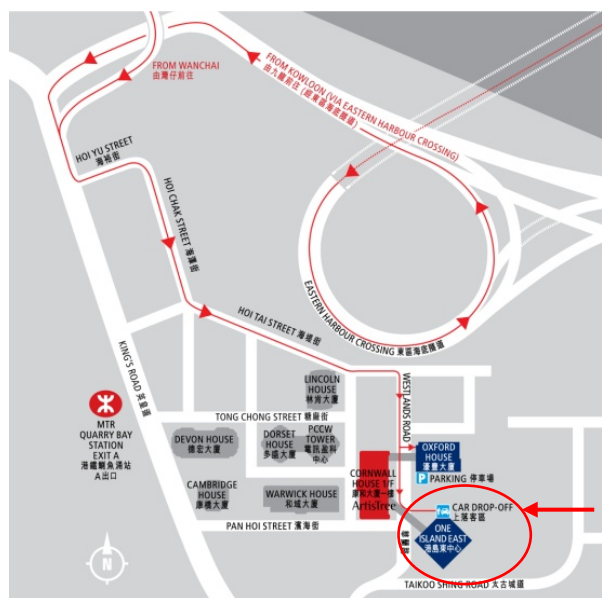 FROM WANCHAI
由灣仔前往
FROM KOWLOON (VIA EASTERN HARBOUR CROSSING)
由九龍前往 (經東區海底隧道)
HOI YU STREET
海裕街
HOI CHAK STREET 海澤街
EASTERN HARBOUR CROSSING 東區海底隧道
HOI TAI STREET 海堤街
KING'S ROAD 英皇道
WESTLANDS ROAD
LINCOLN
HOUSE
林肯大廈
MTR
QUARRY BAY
STATION
EXIT A
港鐵鰂魚涌站
A出口
TONG CHONG STREET 糖廠街
DEVON HOUSE
德宏大廈
DORSET
HOUSE
多盛大廈
PCCW
TOWER
電訊盈科
中心
OXFORD
HOUSE
濠豐大廈
P PARKING 停車場
CORNWALL
HOUSE 1/F
康和大廈一樓
ArtisTree
CAMBRIDGE
HOUSE
康橋大廈
WARWICK HOUSE
和域大廈
PAN HOI STREET 濱海街
CAR DROP-OFF
上落客區
ONE
ISLAND EAST
港島東中心
TAIKOO SHING ROAD 太古城道
N